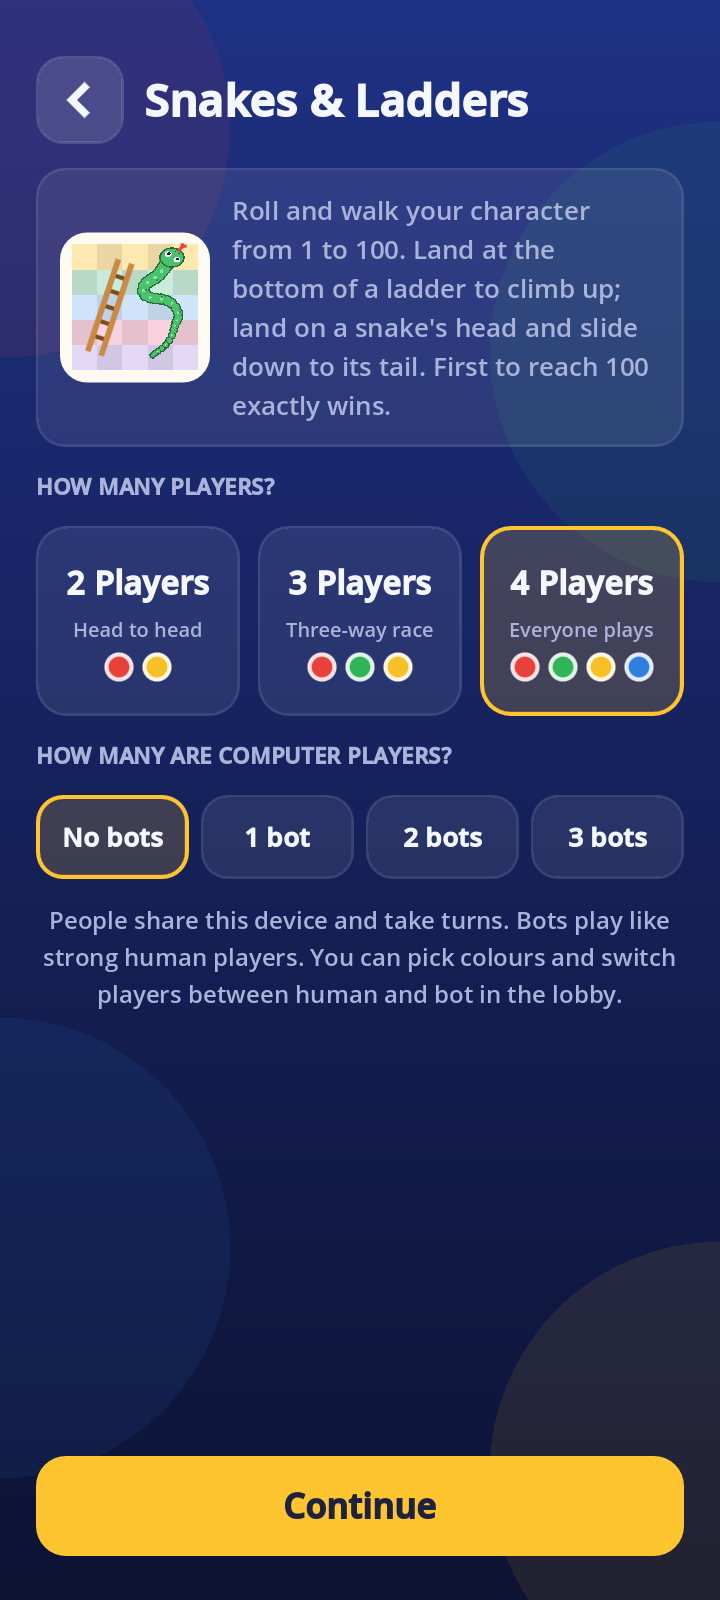 Snakes & Ladders
Roll and walk your character
from 1 to 100. Land at the
bottom of a ladder to climb up;
land on a snake's head and slide
down to its tail. First to reach 100
exactly wins.
HOW MANY PLAYERS?
2 Players
Head to head
3 Players
Three-way race
4 Players
Everyone plays
HOW MANY ARE COMPUTER PLAYERS?
No bots
1 bot
2 bots
3 bots
People share this device and take turns. Bots play like
strong human players. You can pick colours and switch
players between human and bot in the lobby.
Continue